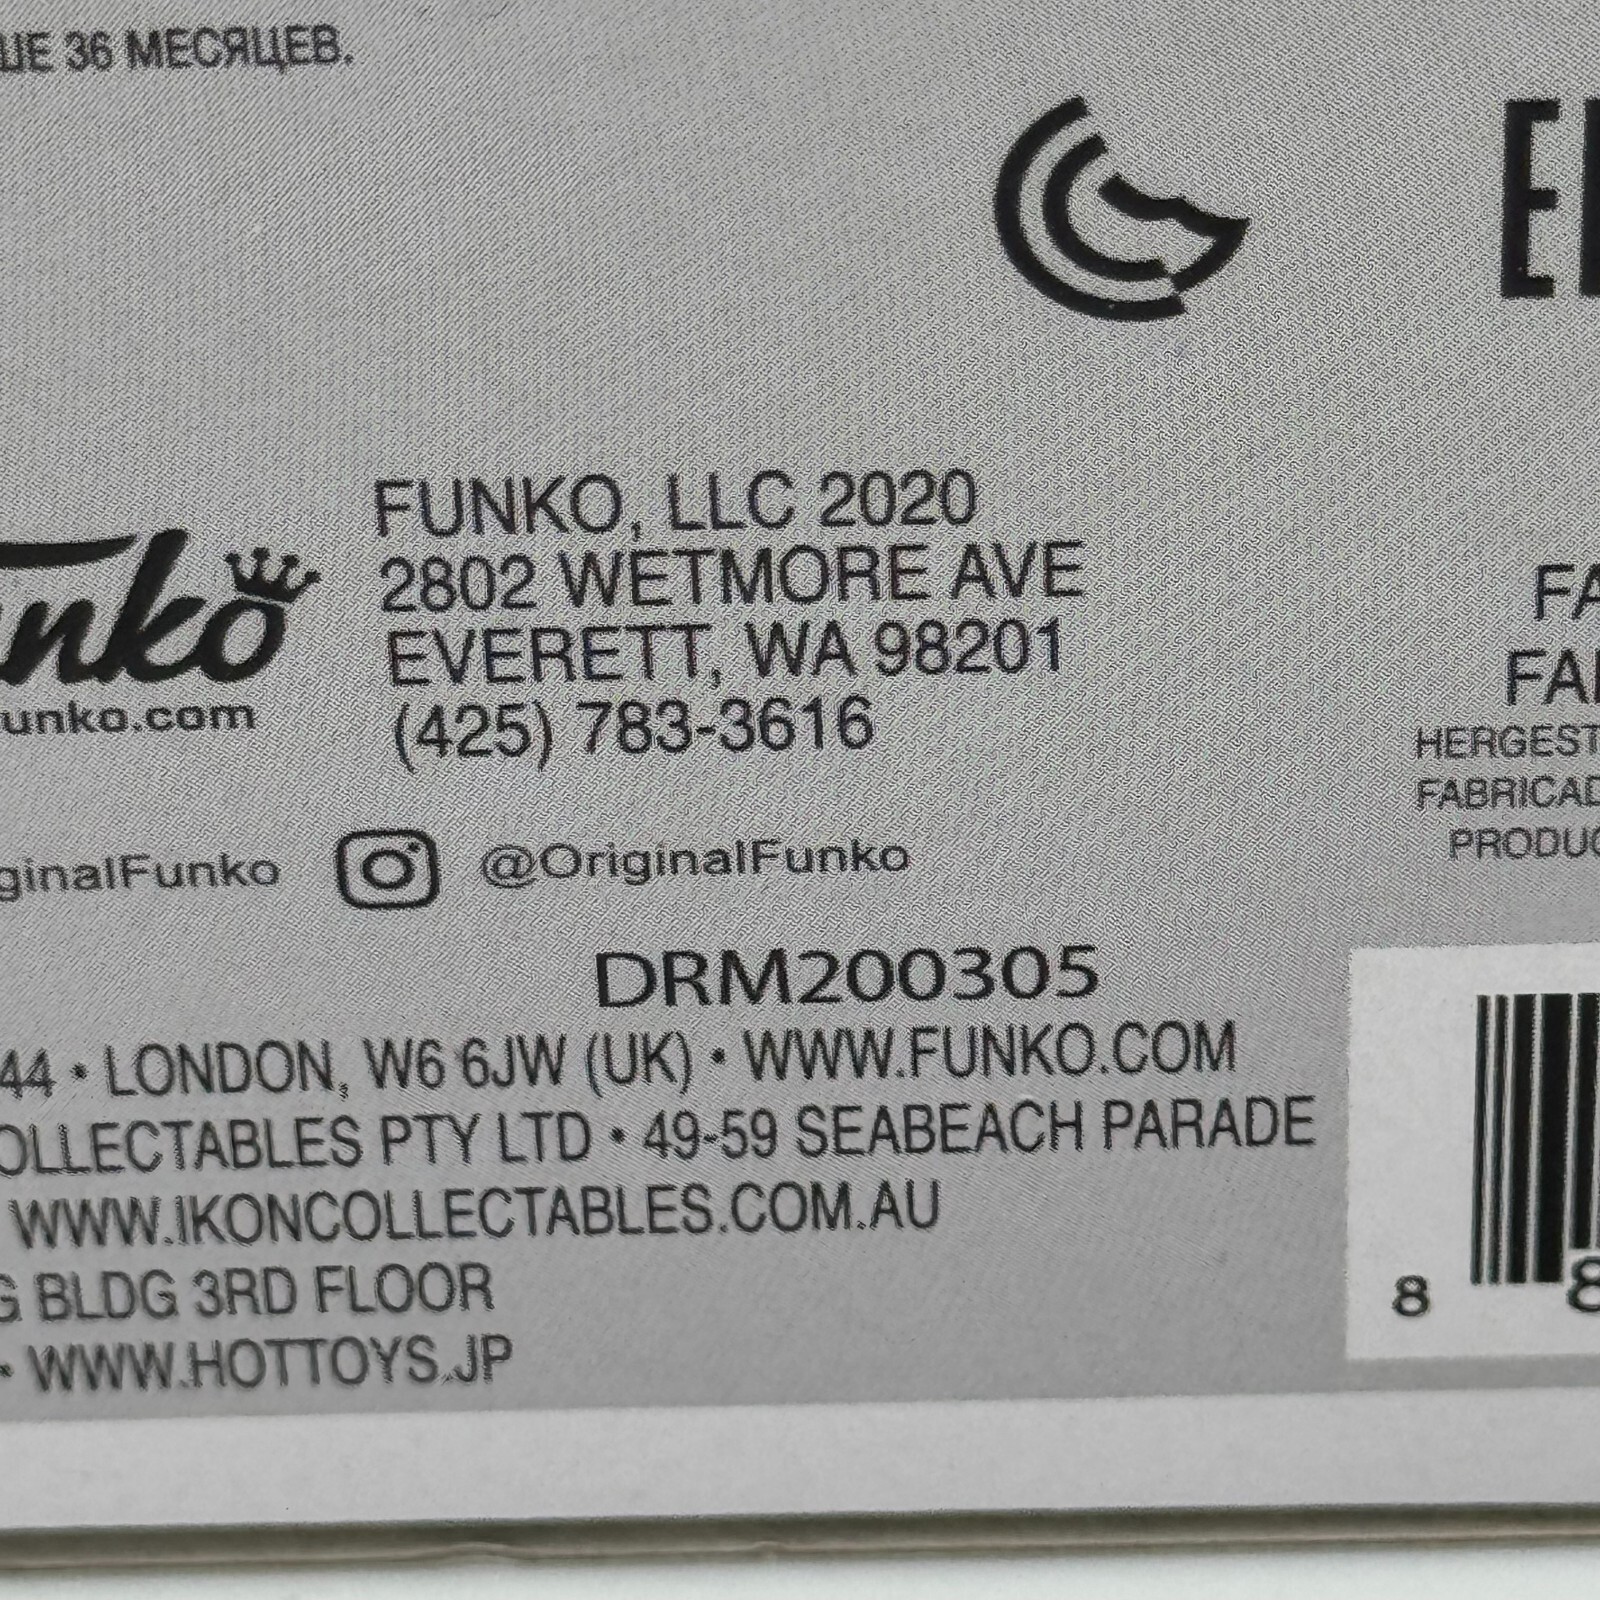 36 МЕСЯЦЕВ.
FUNKO, LLC 2020
2802 WETMORE AVE
EVERETT, WA 98201
(425) 783-3616
@OriginalFunko
DRM200305
44 • LONDON, W6 6JW (UK) • WWW.FUNKO.COM
OLLECTABLES PTY LTD • 49-59 SEABEACH PARADE
WWW.IKONCOLLECTABLES.COM.AU
G BLDG 3RD FLOOR
• WWW.HOTTOYS.JP
nko
unko.com
ginalFunko
FA
HERGEST
FABRICAD
PRODUC
8 8